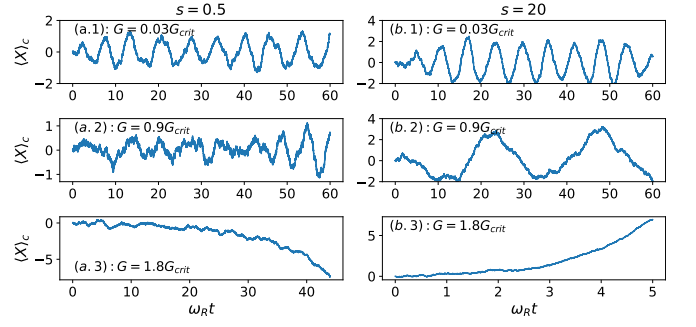 s = 0.5
s = 20
(a.1): G = 0.03G_crit
(b. 1) : G = 0.03G_crit
⟨X⟩_c
2
0
−2
0 10 20 30 40 50 60
4
2
0
−2
0 10 20 30 40 50 60
(a. 2) : G = 0.9G_crit
(b. 2) : G = 0.9G_crit
⟨X⟩_c
1
0
−1
0 10 20 30 40 50 60
4
2
0
−2
0 10 20 30 40 50 60
(a. 3) : G = 1.8G_crit
(b. 3) : G = 1.8G_crit
⟨X⟩_c
0
−5
0 20 40
5
0
0 1 2 3 4 5
ω_R t
ω_R t